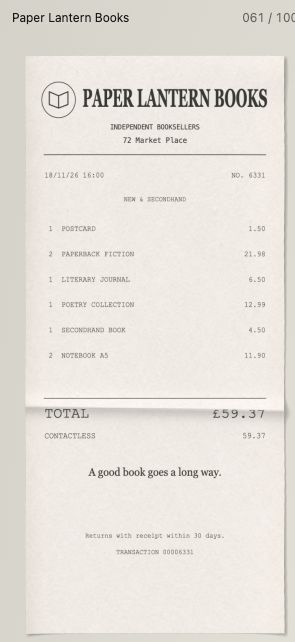 Paper Lantern Books 061 / 100
PAPER LANTERN BOOKS
INDEPENDENT BOOKSELLERS
72 Market Place
18/11/26 16:00 NO. 6331
NEW & SECONDHAND
1 POSTCARD 1.50
2 PAPERBACK FICTION 21.98
1 LITERARY JOURNAL 6.50
1 POETRY COLLECTION 12.99
1 SECONDHAND BOOK 4.50
2 NOTEBOOK A5 11.90
TOTAL £59.37
CONTACTLESS 59.37
A good book goes a long way.
Returns with receipt within 30 days.
TRANSACTION 00006331